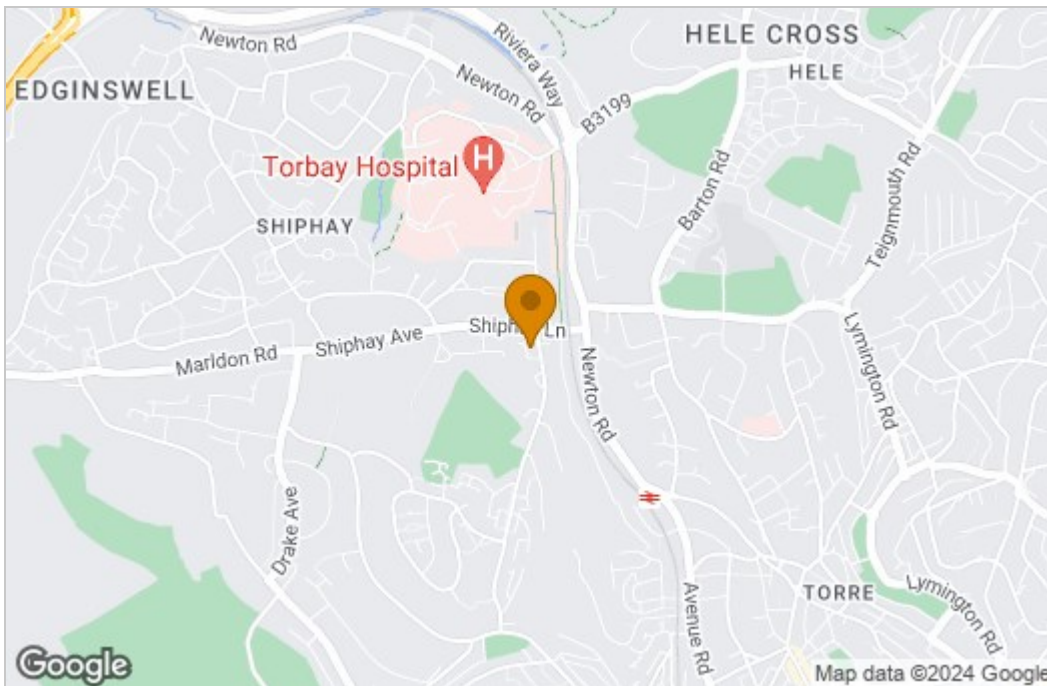 Newton Rd
Riviera Way
HELE CROSS
HELE
EDGINSWELL
Newton Rd
B3199
Torbay Hospital
H
Barton Rd
Teignmouth Rd
SHIPHAY
Shiphay Ln
Shiphay Ave
Marldon Rd
Newton Rd
Lymington Rd
Drake Ave
Avenue Rd
TORRE
Lymington Rd
Google
Map data ©2024 Google